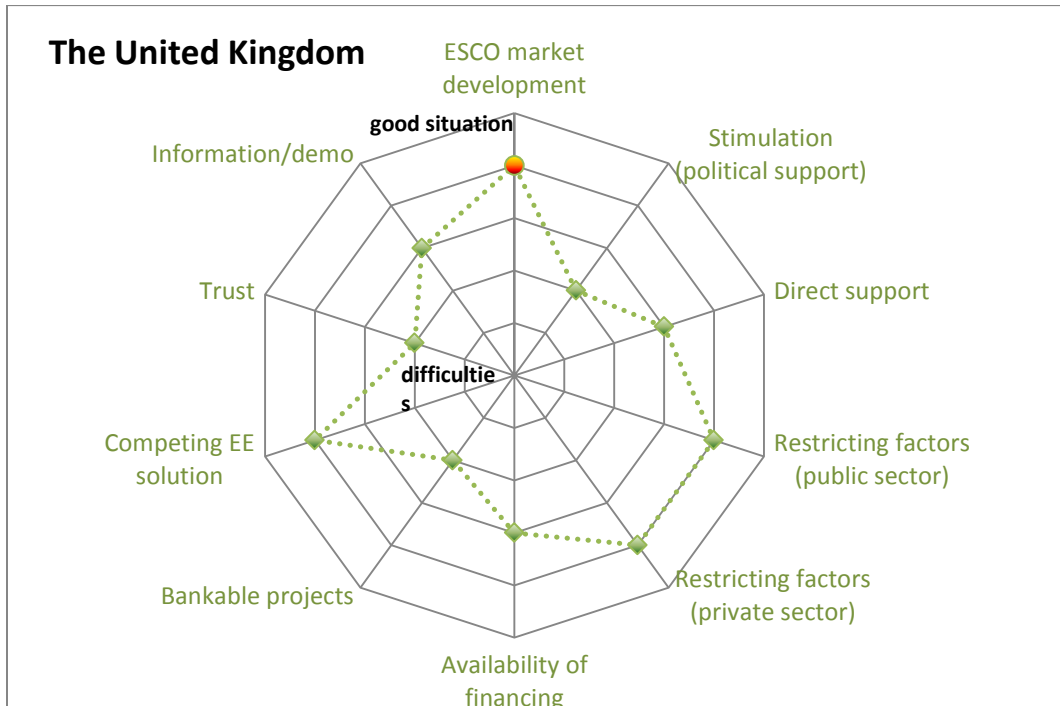 The United Kingdom
ESCO market
development
good situation
Stimulation
(political support)
Information/demo
Direct support
Trust
difficultie
s
Restricting factors
(public sector)
Competing EE
solution
Restricting factors
(private sector)
Bankable projects
Availability of
financing